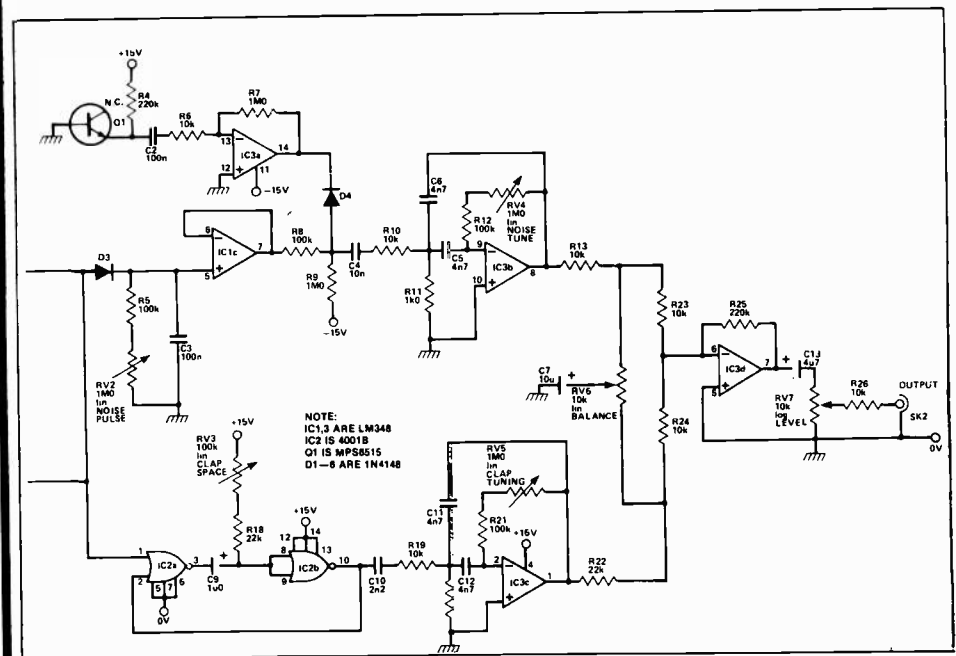 +15V
R4
220k
N.C.
Q1
C2
100n
R6
10k
R7
1M0
13
14
12
11
IC3a
-15V
D4
6
7
5
IC1c
R8
100k
R9
1M0
-15V
C4
10n
R10
10k
C6
4n7
R12
100k
RV4
1M0
lin
NOISE
TUNE
C5
4n7
R11
1k0
9
8
10
IC3b
R13
10k
D3
R5
100k
C3
100n
RV2
1M0
lin
NOISE
PULSE
R23
10k
R25
220k
6
7
5
IC3d
C13
4u7
RV7
10k
log
LEVEL
R26
10k
OUTPUT
SK2
0V
C7
10u
RV6
10k
lin
BALANCE
R24
10k
NOTE:
IC1,3 ARE LM348
IC2 IS 4001B
Q1 IS MPS6515
D1—6 ARE 1N4148
+15V
RV3
100k
lin
CLAP
SPACE
R18
22k
+15V
14
12
13
8
9
10
IC2b
1
2
3
IC2a
5
7
6
0V
C9
1u0
C10
2n2
R19
10k
C11
4n7
C12
4n7
R21
100k
RV5
1M0
lin
CLAP
TUNING
+15V
4
2
1
3
IC3c
R22
22k